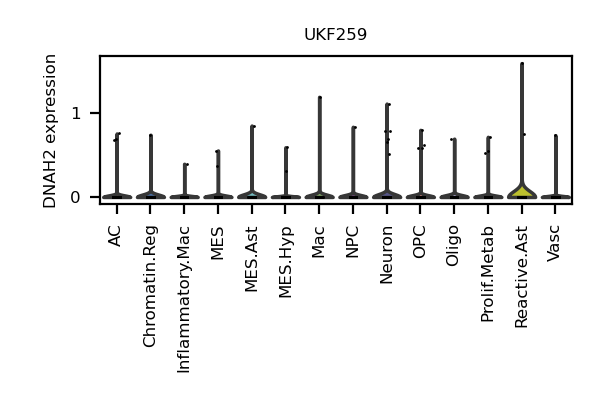 UKF259
DNAH2 expression
1
0
AC
Chromatin.Reg
Inflammatory.Mac
MES
MES.Ast
MES.Hyp
Mac
NPC
Neuron
OPC
Oligo
Prolif.Metab
Reactive.Ast
Vasc